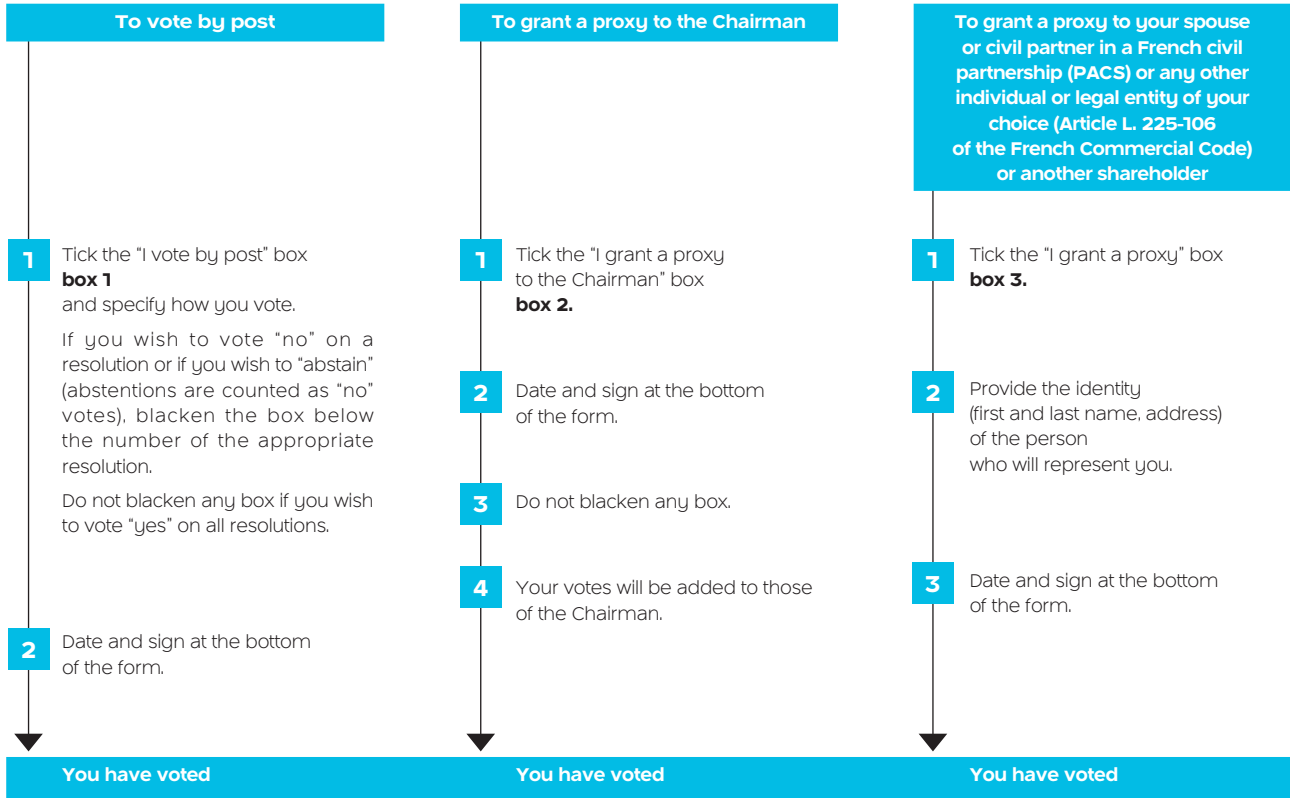 To vote by post
1
Tick the “I vote by post” box
box 1
and specify how you vote.
If you wish to vote “no” on a
resolution or if you wish to “abstain”
(abstentions are counted as “no”
votes), blacken the box below
the number of the appropriate
resolution.
Do not blacken any box if you wish
to vote “yes” on all resolutions.
2
Date and sign at the bottom
of the form.
You have voted
To grant a proxy to the Chairman
1
Tick the “I grant a proxy
to the Chairman” box
box 2.
2
Date and sign at the bottom
of the form.
3
Do not blacken any box.
4
Your votes will be added to those
of the Chairman.
You have voted
To grant a proxy to your spouse
or civil partner in a French civil
partnership (PACS) or any other
individual or legal entity of your
choice (Article L. 225-106
of the French Commercial Code)
or another shareholder
1
Tick the “I grant a proxy” box
box 3.
2
Provide the identity
(first and last name, address)
of the person
who will represent you.
3
Date and sign at the bottom
of the form.
You have voted